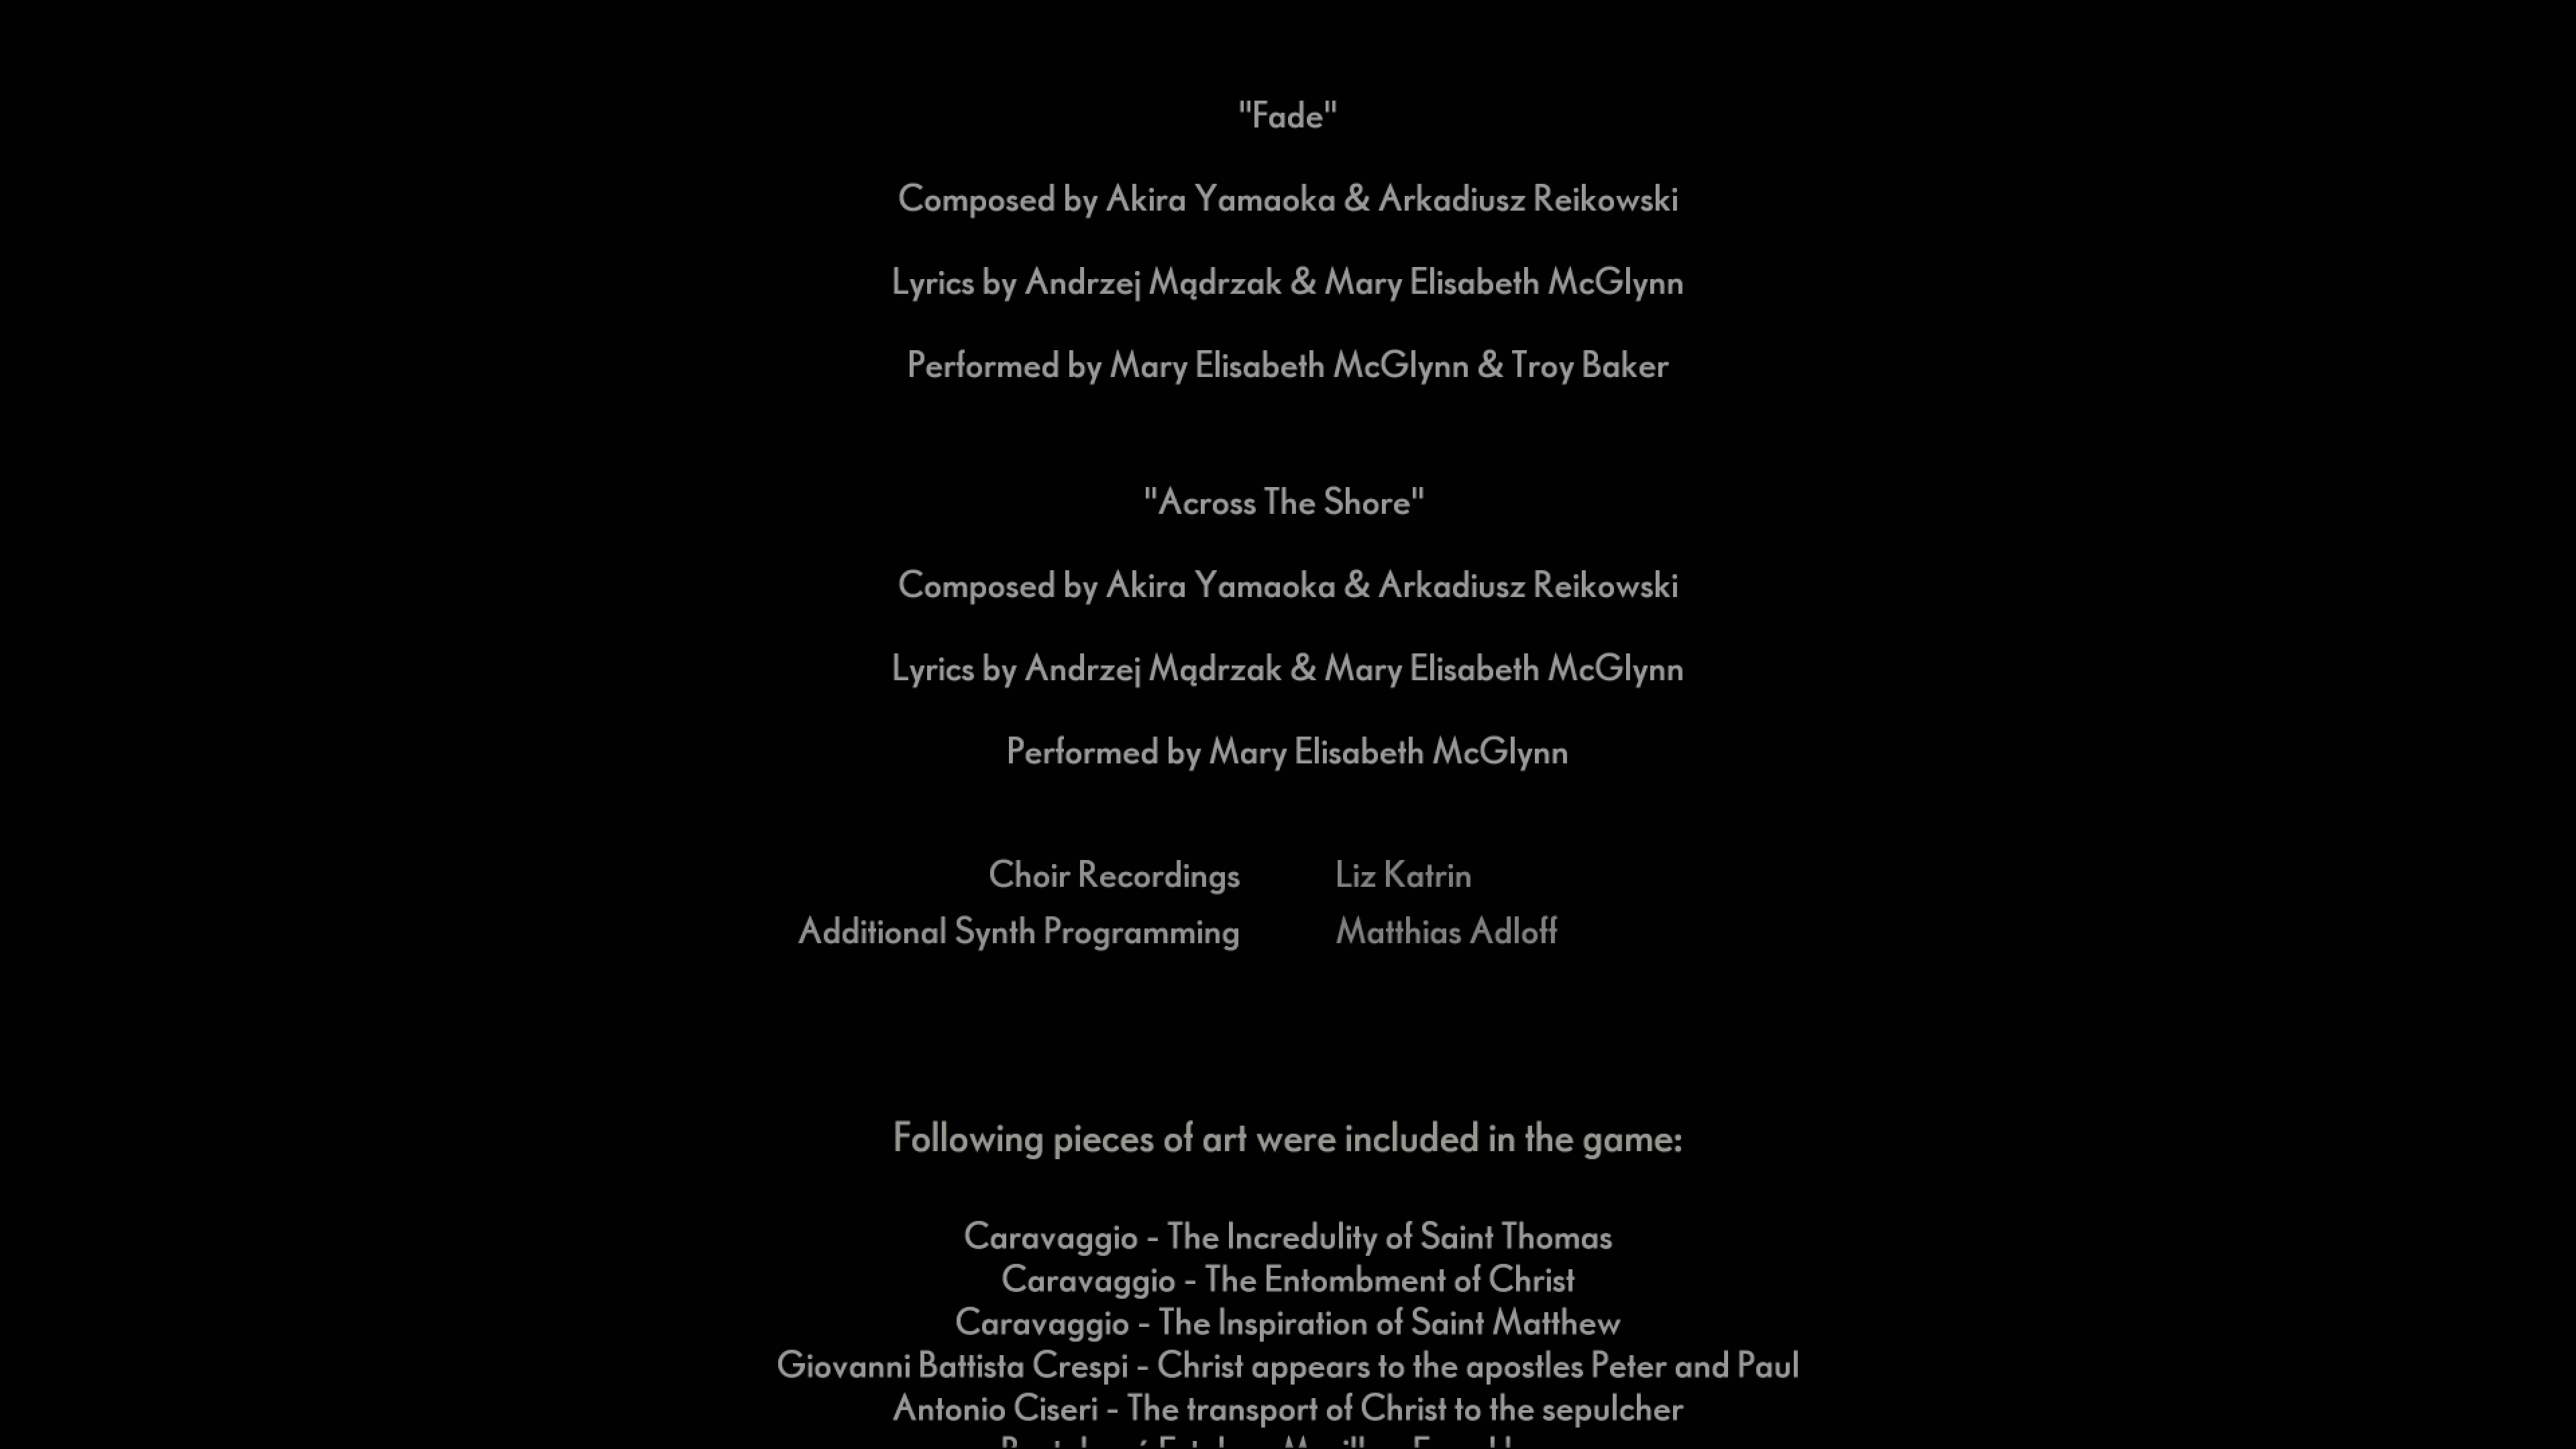 "Fade"
Composed by Akira Yamaoka & Arkadiusz Reikowski
Lyrics by Andrzej Mądrzak & Mary Elisabeth McGlynn
Performed by Mary Elisabeth McGlynn & Troy Baker
"Across The Shore"
Composed by Akira Yamaoka & Arkadiusz Reikowski
Lyrics by Andrzej Mądrzak & Mary Elisabeth McGlynn
Performed by Mary Elisabeth McGlynn
Choir Recordings Liz Katrin
Additional Synth Programming Matthias Adloff
Following pieces of art were included in the game:
Caravaggio - The Incredulity of Saint Thomas
Caravaggio - The Entombment of Christ
Caravaggio - The Inspiration of Saint Matthew
Giovanni Battista Crespi - Christ appears to the apostles Peter and Paul
Antonio Ciseri - The transport of Christ to the sepulcher